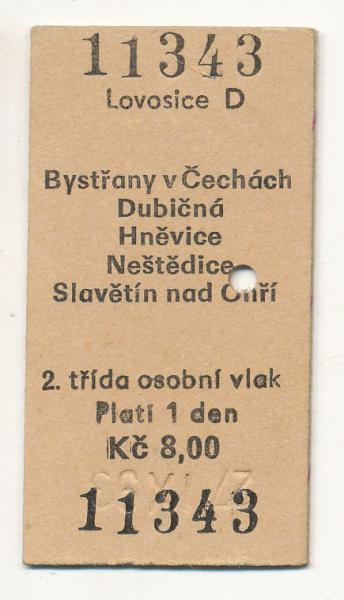 11343
Lovosice D
Bystřany v Čechách
Dubičná
Hněvice
Neštědice
Slavětín nad Ohří
2. třída osobní vlak
Platí 1 den
Kč 8,00
11343